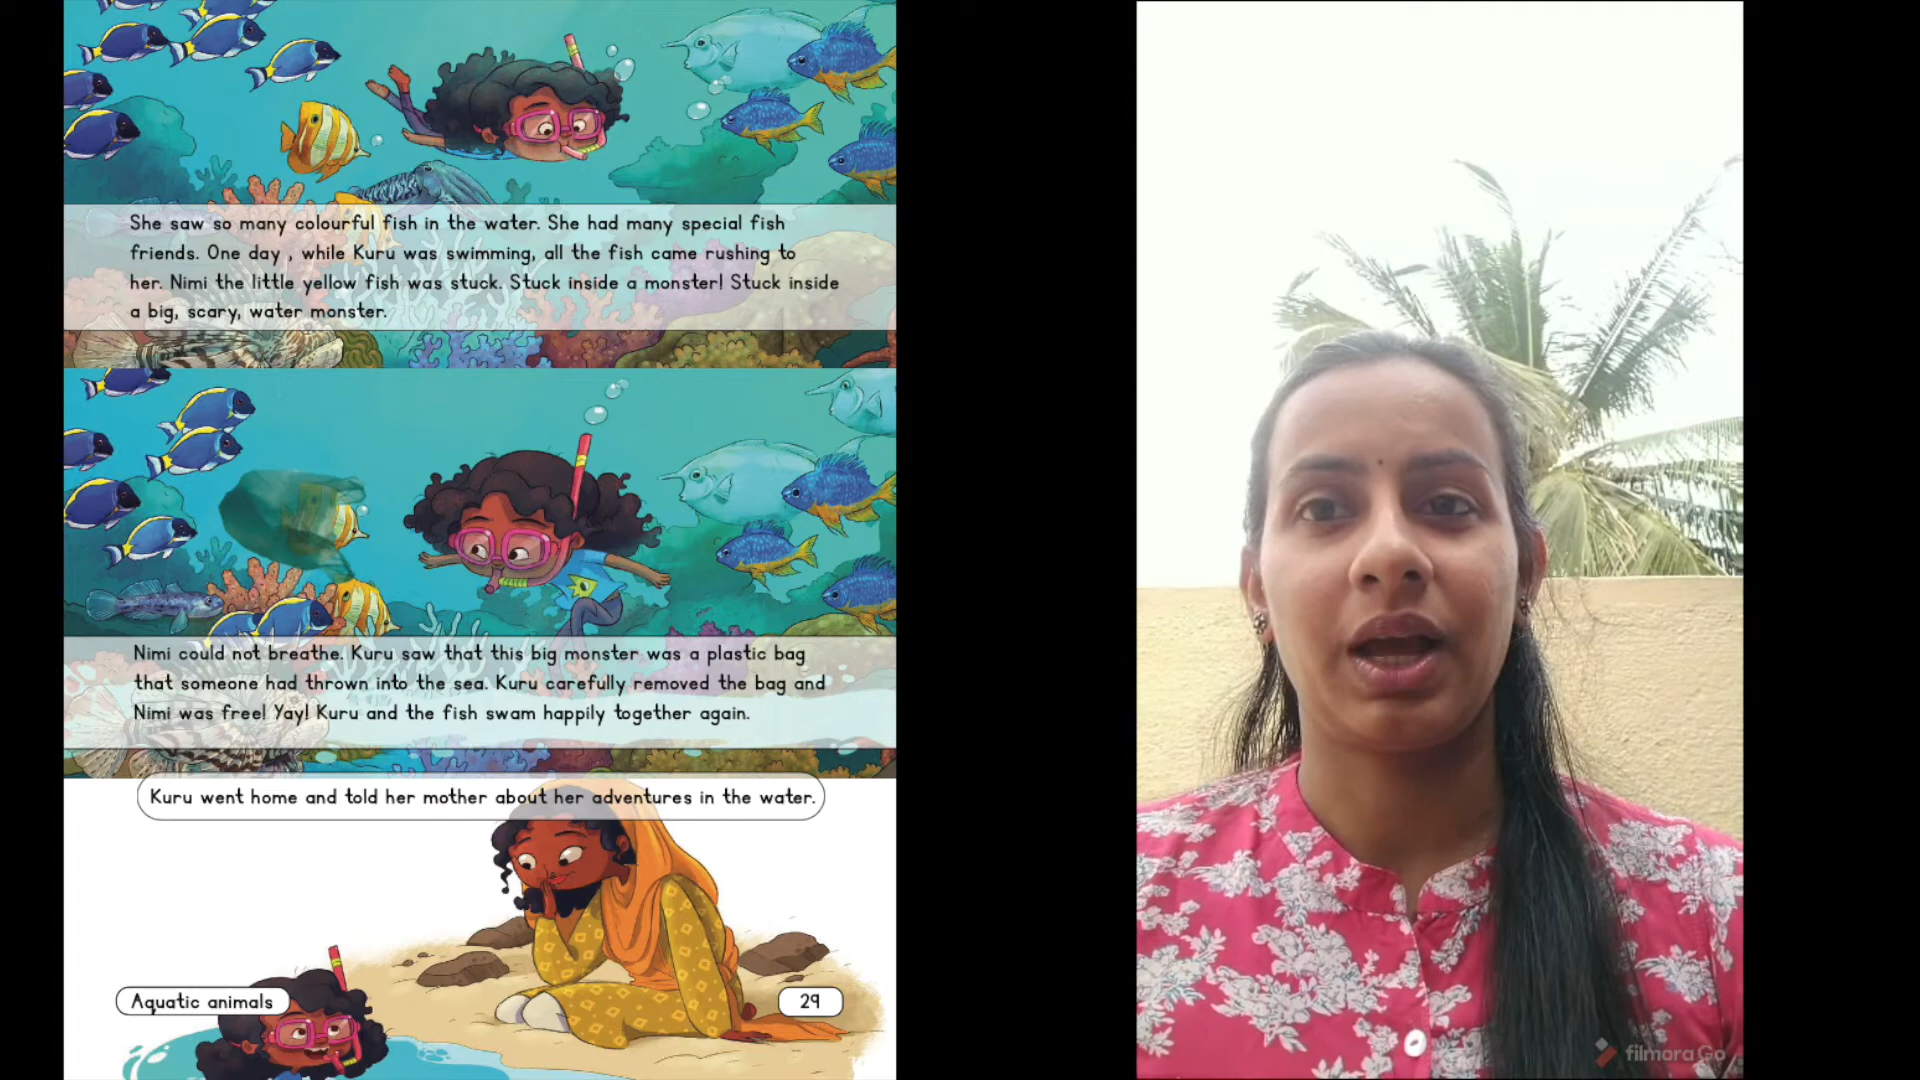 She saw so many colourful fish in the water. She had many special fish
friends. One day , while Kuru was swimming, all the fish came rushing to
her. Nimi the little yellow fish was stuck. Stuck inside a monster! Stuck inside
a big, scary, water monster.
Nimi could not breathe. Kuru saw that this big monster was a plastic bag
that someone had thrown into the sea. Kuru carefully removed the bag and
Nimi was free! Yay! Kuru and the fish swam happily together again.
Kuru went home and told her mother about her adventures in the water.
Aquatic animals
29
filmora Go